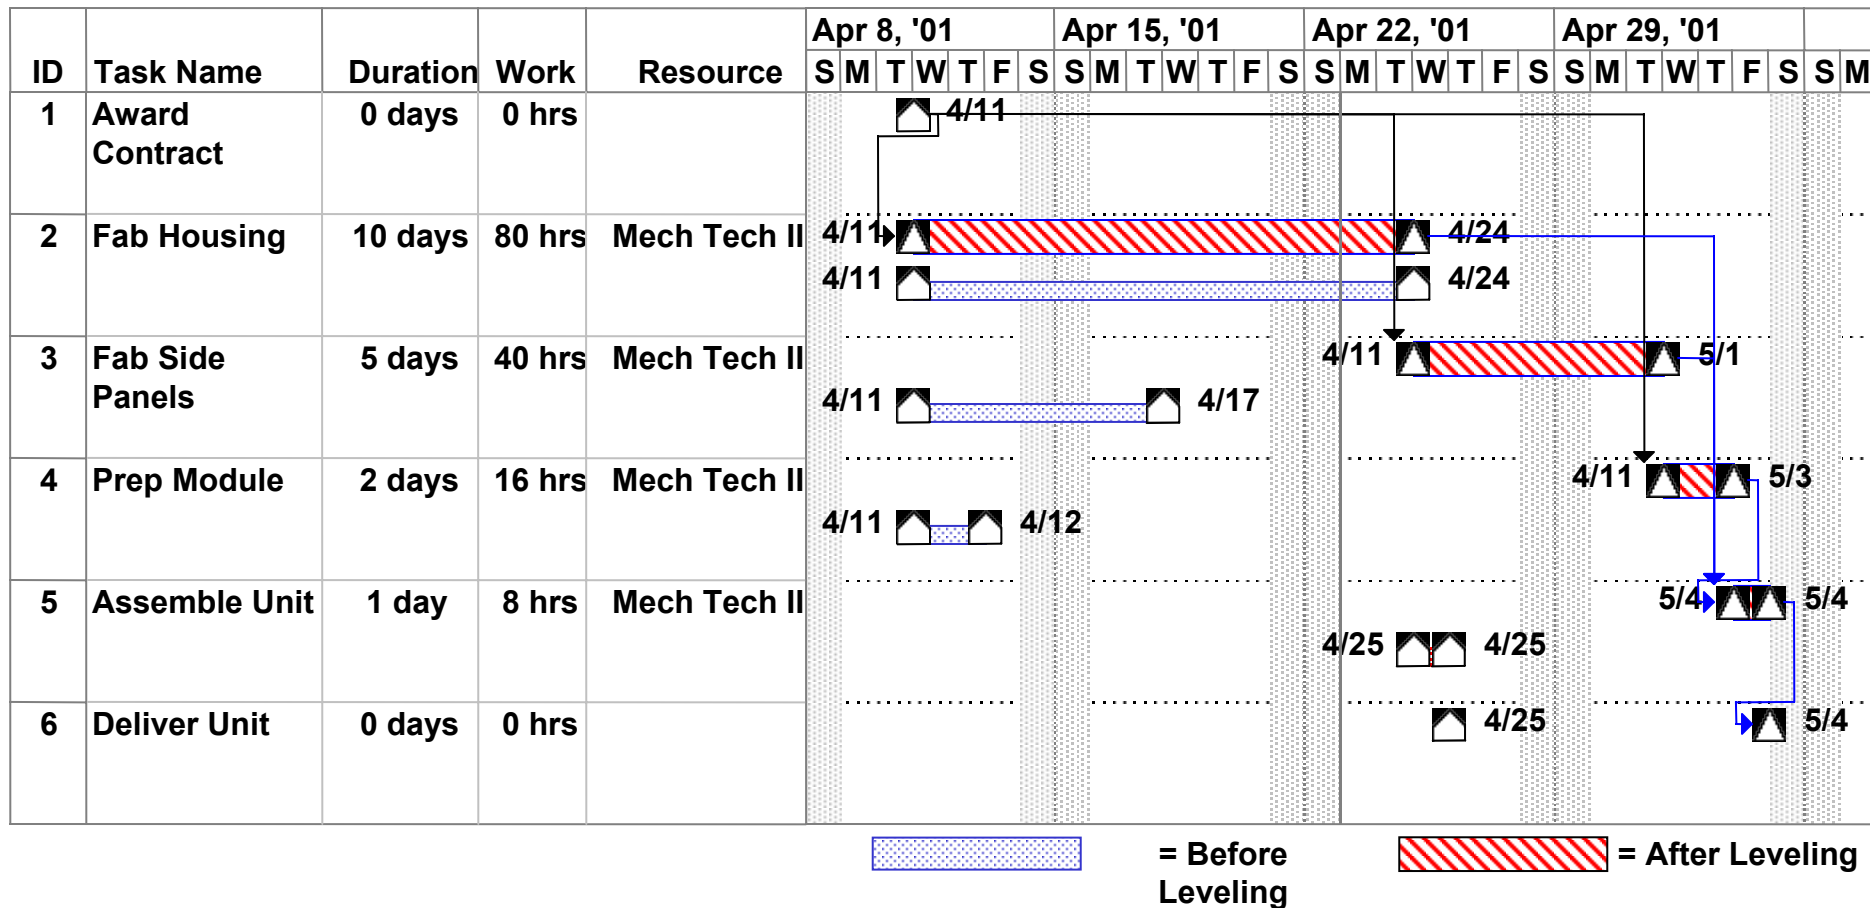 Apr 8, '01 Apr 15, '01 Apr 22, '01 Apr 29, '01
ID Task Name Duration Work Resource S M T W T F S S M T W T F S S M T W T F S S M T W T F S S M
1 Award 0 days 0 hrs 4/11
Contract
2 Fab Housing 10 days 80 hrs Mech Tech II 4/11 4/24
4/11 4/24
3 Fab Side 5 days 40 hrs Mech Tech II 4/11 5/1
Panels
4/11 4/17
4 Prep Module 2 days 16 hrs Mech Tech II 4/11 5/3
4/11 4/12
5 Assemble Unit 1 day 8 hrs Mech Tech II 5/4 5/4
4/25 4/25
6 Deliver Unit 0 days 0 hrs 4/25 5/4
= Before = After Leveling
Leveling